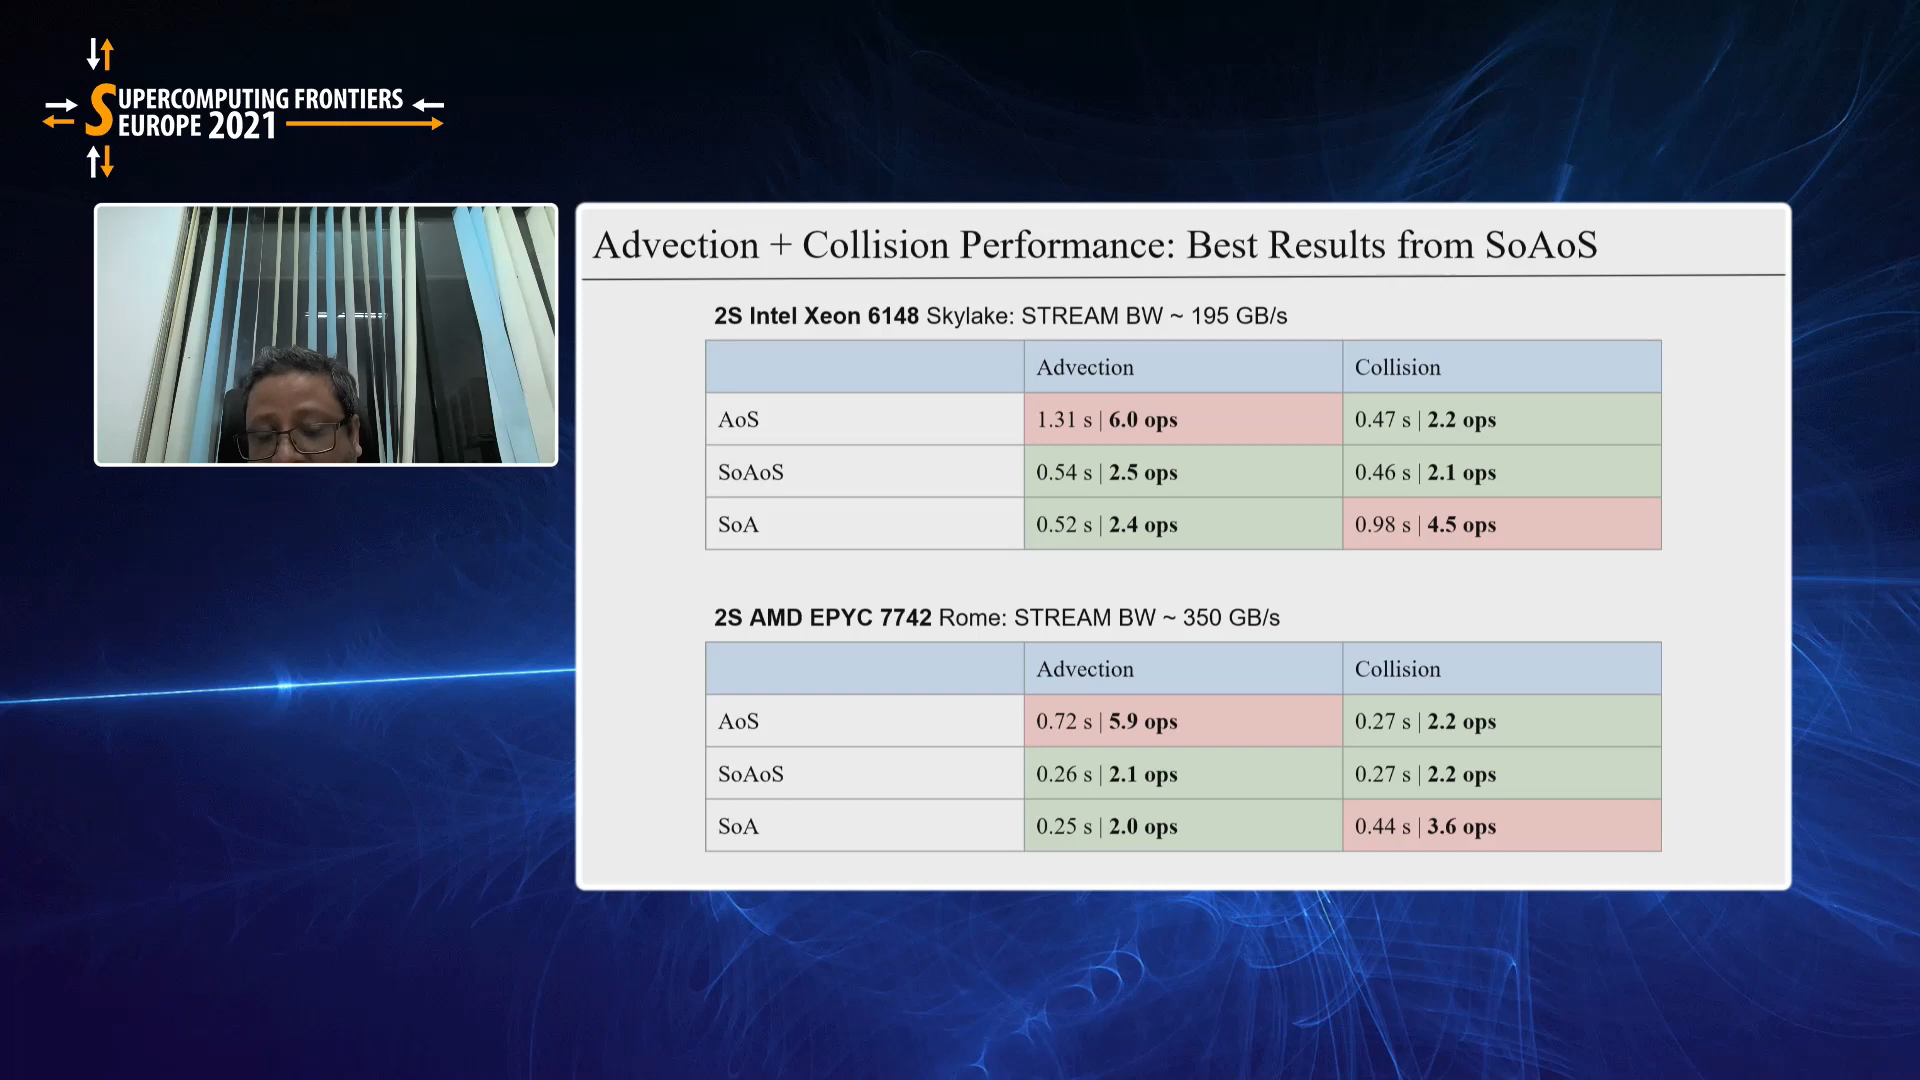 SUPERCOMPUTING FRONTIERS
EUROPE 2021
Advection + Collision Performance: Best Results from SoAoS
2S Intel Xeon 6148 Skylake: STREAM BW ~ 195 GB/s
Advection Collision
AoS 1.31 s | 6.0 ops 0.47 s | 2.2 ops
SoAoS 0.54 s | 2.5 ops 0.46 s | 2.1 ops
SoA 0.52 s | 2.4 ops 0.98 s | 4.5 ops
2S AMD EPYC 7742 Rome: STREAM BW ~ 350 GB/s
Advection Collision
AoS 0.72 s | 5.9 ops 0.27 s | 2.2 ops
SoAoS 0.26 s | 2.1 ops 0.27 s | 2.2 ops
SoA 0.25 s | 2.0 ops 0.44 s | 3.6 ops